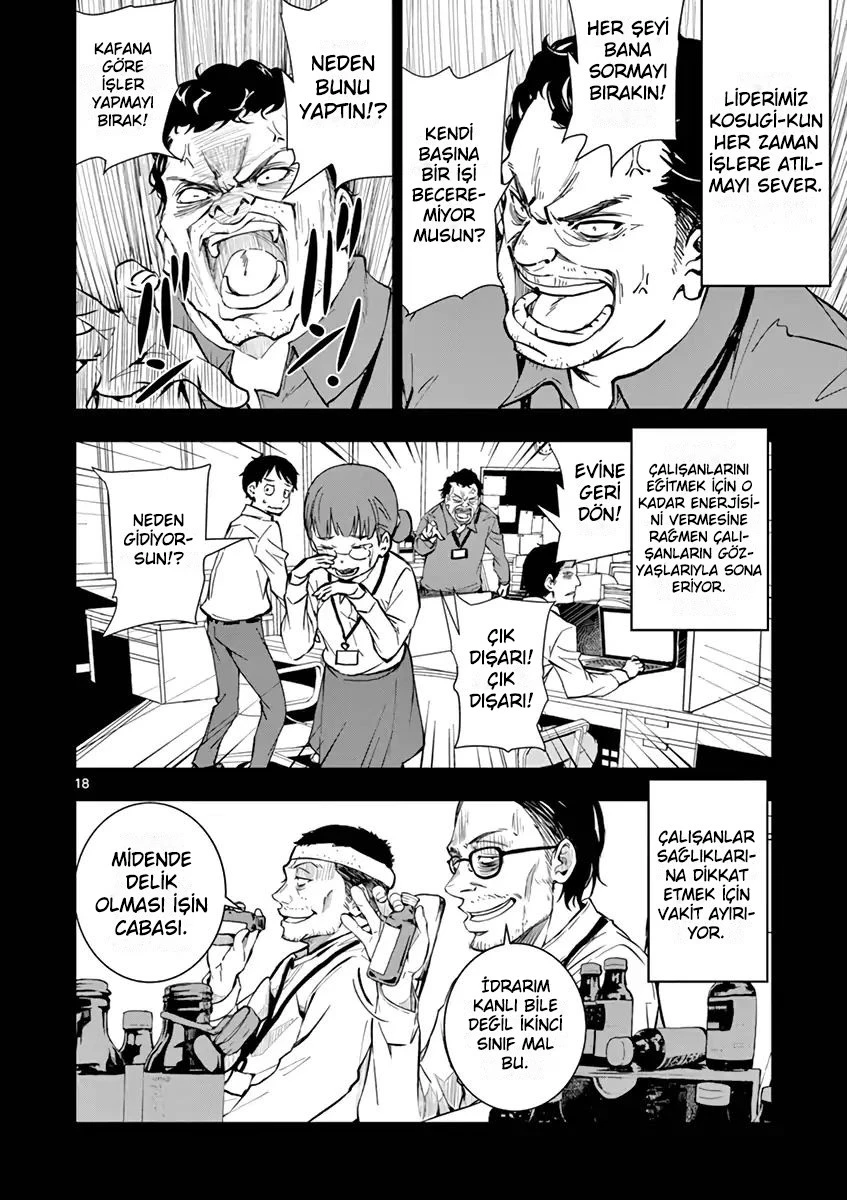 LİDERİMİZ
KOSUGI-KUN
HER ZAMAN
İŞLERE ATIL-
MAYI SEVER.
HER ŞEYİ
BANA
SORMAYI
BIRAKIN!
KENDİ
BAŞINA
BİR İŞİ
BECERE-
MİYOR
MUSUN?
NEDEN
BUNU
YAPTIN!?
KAFANA
GÖRE
İŞLER
YAPMAYI
BIRAK!
ÇALIŞANLARINI
EĞİTMEK İÇİN O
KADAR ENERJİSİ-
Nİ VERMESİNE
RAĞMEN ÇALI-
ŞANLARIN GÖZ-
YAŞLARIYLA SONA
ERİYOR.
EVİNE
GERİ
DÖN!
ÇIK
DIŞARI!
ÇIK
DIŞARI!
NEDEN
GİDİYOR-
SUN!?
18
ÇALIŞANLAR
SAĞLIKLARI-
NA DİKKAT
ETMEK İÇİN
VAKİT AYIRI-
YOR.
MİDENDE
DELİK
OLMASI İŞİN
CABASI.
İDRARIM
KANLI BİLE
DEĞİL İKİNCİ
SINIF MAL
BU.